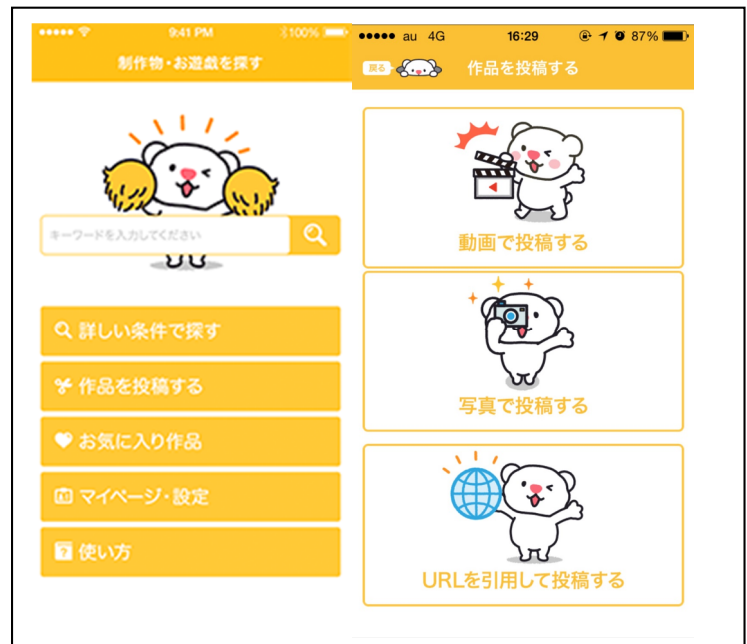 9:41 PM
100%
制作物・お遊戯を探す
キーワードを入力してください
詳しい条件で探す
作品を投稿する
お気に入り作品
マイページ・設定
使い方
au 4G
16:29
87%
戻る
作品を投稿する
動画で投稿する
写真で投稿する
URLを引用して投稿する